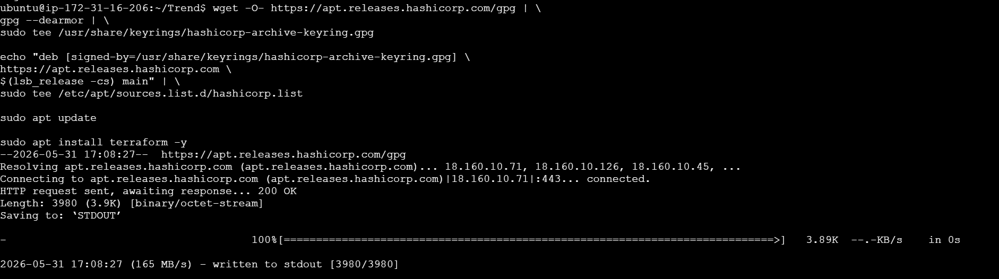 ubuntu@ip-172-31-16-206:~/Trend$ wget -O- https://apt.releases.hashicorp.com/gpg | \
gpg --dearmor | \
sudo tee /usr/share/keyrings/hashicorp-archive-keyring.gpg
echo "deb [signed-by=/usr/share/keyrings/hashicorp-archive-keyring.gpg] \
https://apt.releases.hashicorp.com \
$(lsb_release -cs) main" | \
sudo tee /etc/apt/sources.list.d/hashicorp.list
sudo apt update
sudo apt install terraform -y
--2026-05-31 17:08:27--  https://apt.releases.hashicorp.com/gpg
Resolving apt.releases.hashicorp.com (apt.releases.hashicorp.com)... 18.160.10.71, 18.160.10.126, 18.160.10.45, ...
Connecting to apt.releases.hashicorp.com (apt.releases.hashicorp.com)|18.160.10.71|:443... connected.
HTTP request sent, awaiting response... 200 OK
Length: 3980 (3.9K) [binary/octet-stream]
Saving to: ‘STDOUT’
- 100%[============================================================================>] 3.89K --.-KB/s in 0s
2026-05-31 17:08:27 (165 MB/s) - written to stdout [3980/3980]